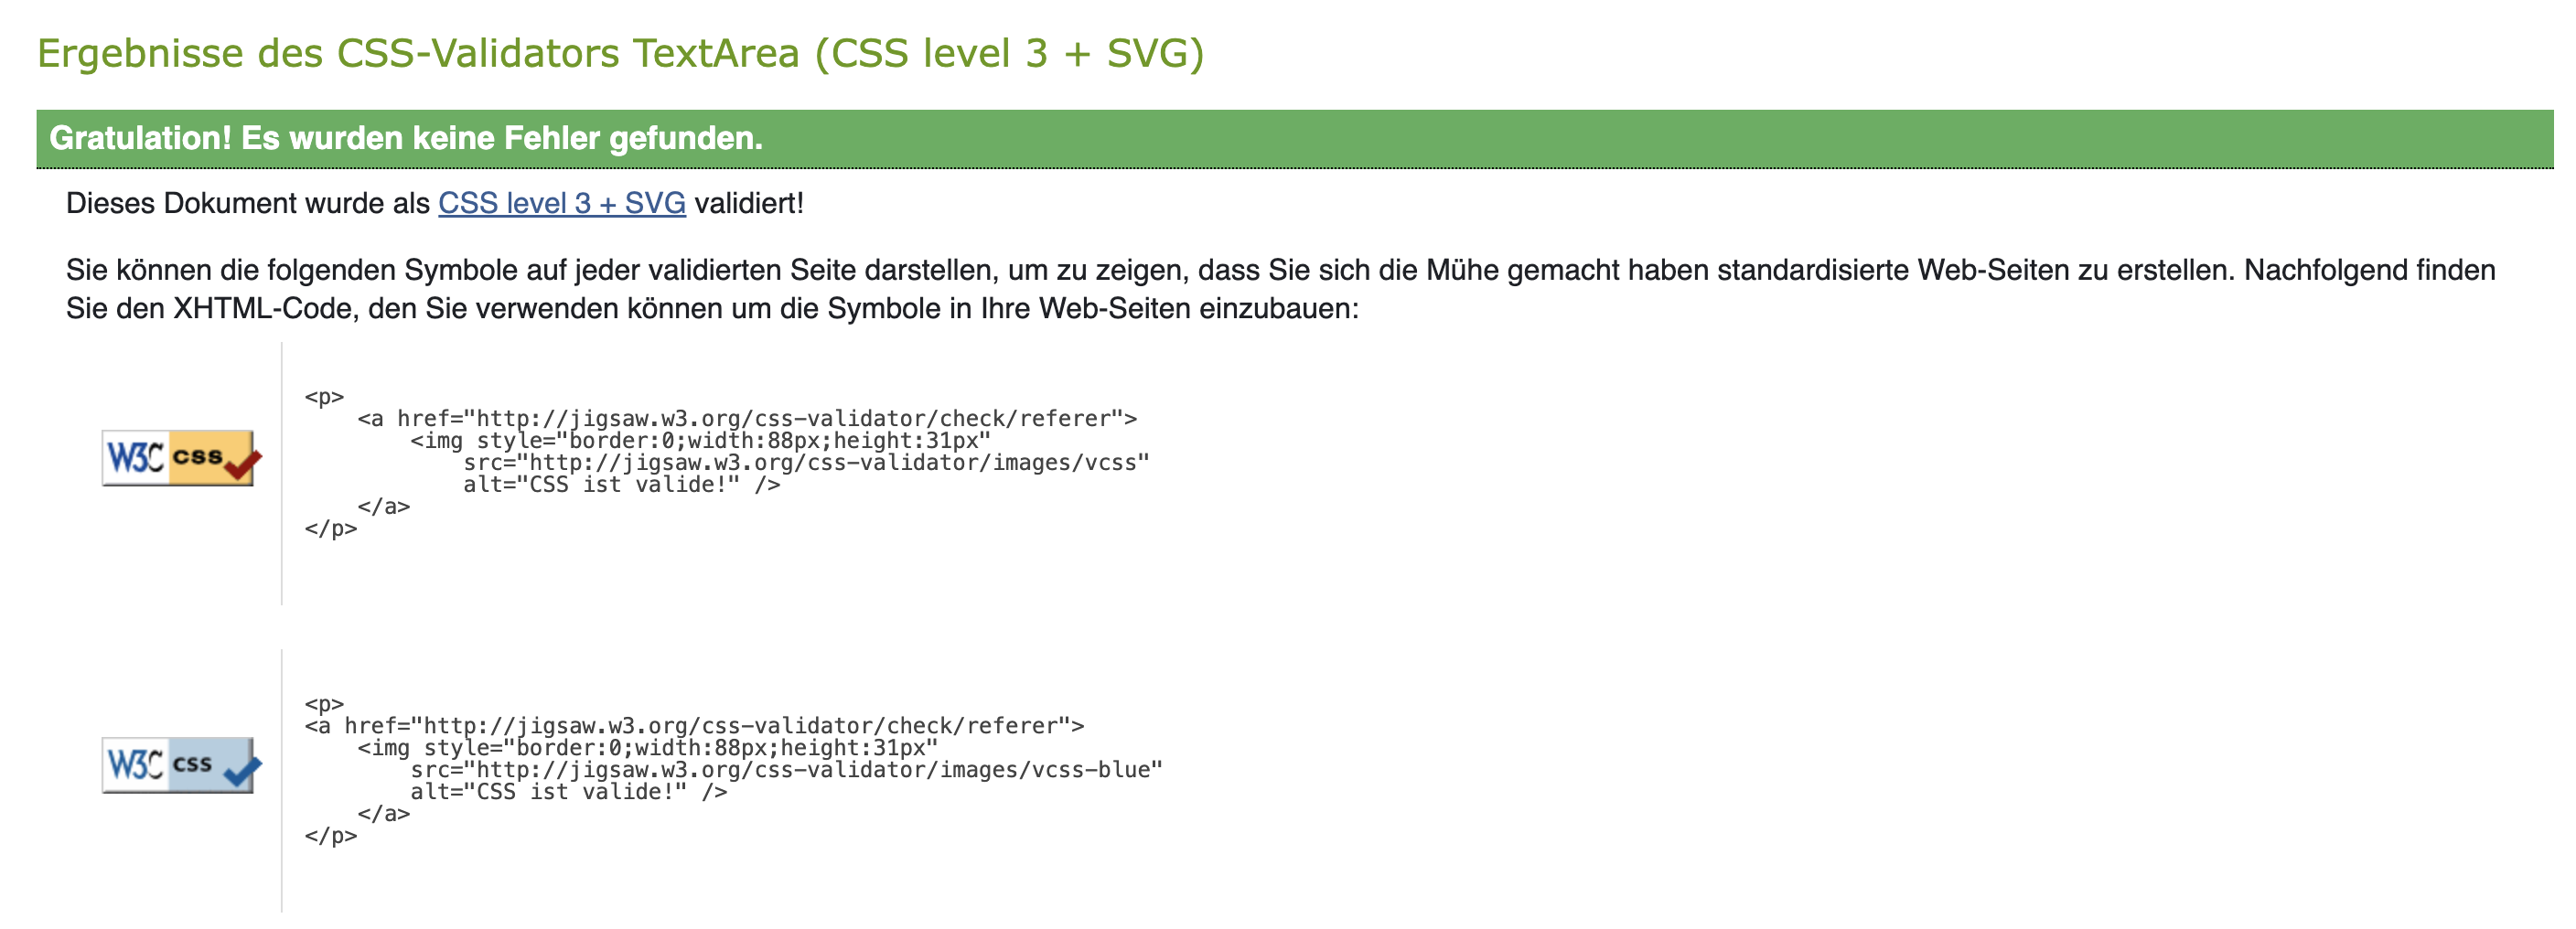 Ergebnisse des CSS-Validators TextArea (CSS level 3 + SVG)
Gratulation! Es wurden keine Fehler gefunden.
Dieses Dokument wurde als CSS level 3 + SVG validiert!
Sie können die folgenden Symbole auf jeder validierten Seite darstellen, um zu zeigen, dass Sie sich die Mühe gemacht haben standardisierte Web-Seiten zu erstellen. Nachfolgend finden
Sie den XHTML-Code, den Sie verwenden können um die Symbole in Ihre Web-Seiten einzubauen:
W3C css
<p>
    <a href="http://jigsaw.w3.org/css-validator/check/referer">
        <img style="border:0;width:88px;height:31px"
            src="http://jigsaw.w3.org/css-validator/images/vcss"
            alt="CSS ist valide!" />
    </a>
</p>
W3C css
<p>
<a href="http://jigsaw.w3.org/css-validator/check/referer">
    <img style="border:0;width:88px;height:31px"
        src="http://jigsaw.w3.org/css-validator/images/vcss-blue"
        alt="CSS ist valide!" />
    </a>
</p>